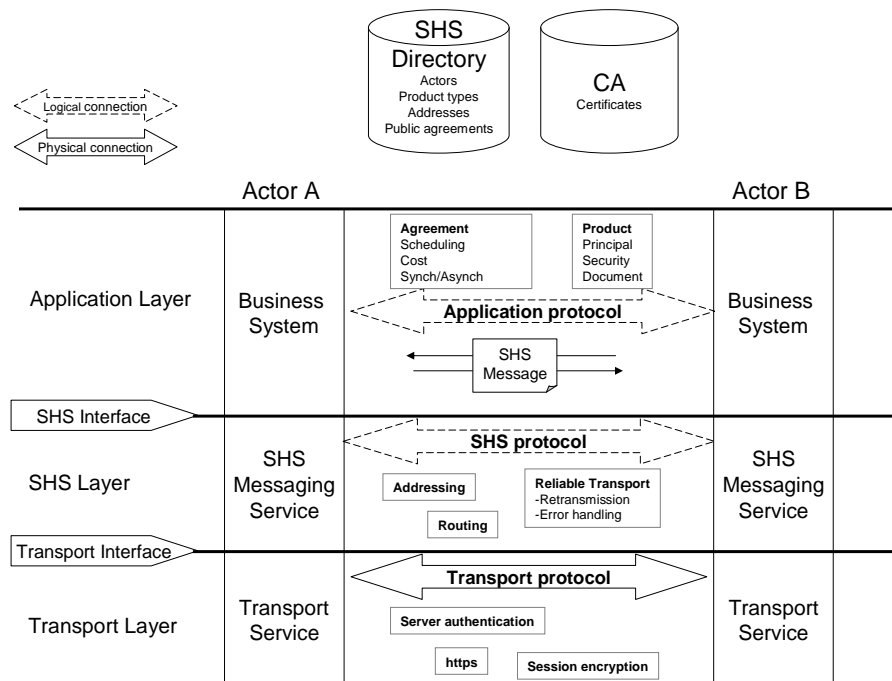 SHS
Directory
Actors
Product types
Addresses
Public agreements
CA
Certificates
Logical connection
Physical connection
Actor A
Actor B
Agreement
Scheduling
Cost
Synch/Asynch
Product
Principal
Security
Document
Application Layer
Business
System
Application protocol
Business
System
SHS
Message
SHS Interface
SHS protocol
SHS Layer
SHS
Messaging
Service
Addressing
Routing
Reliable Transport
-Retransmission
-Error handling
SHS
Messaging
Service
Transport Interface
Transport protocol
Transport Layer
Transport
Service
Server authentication
https
Session encryption
Transport
Service